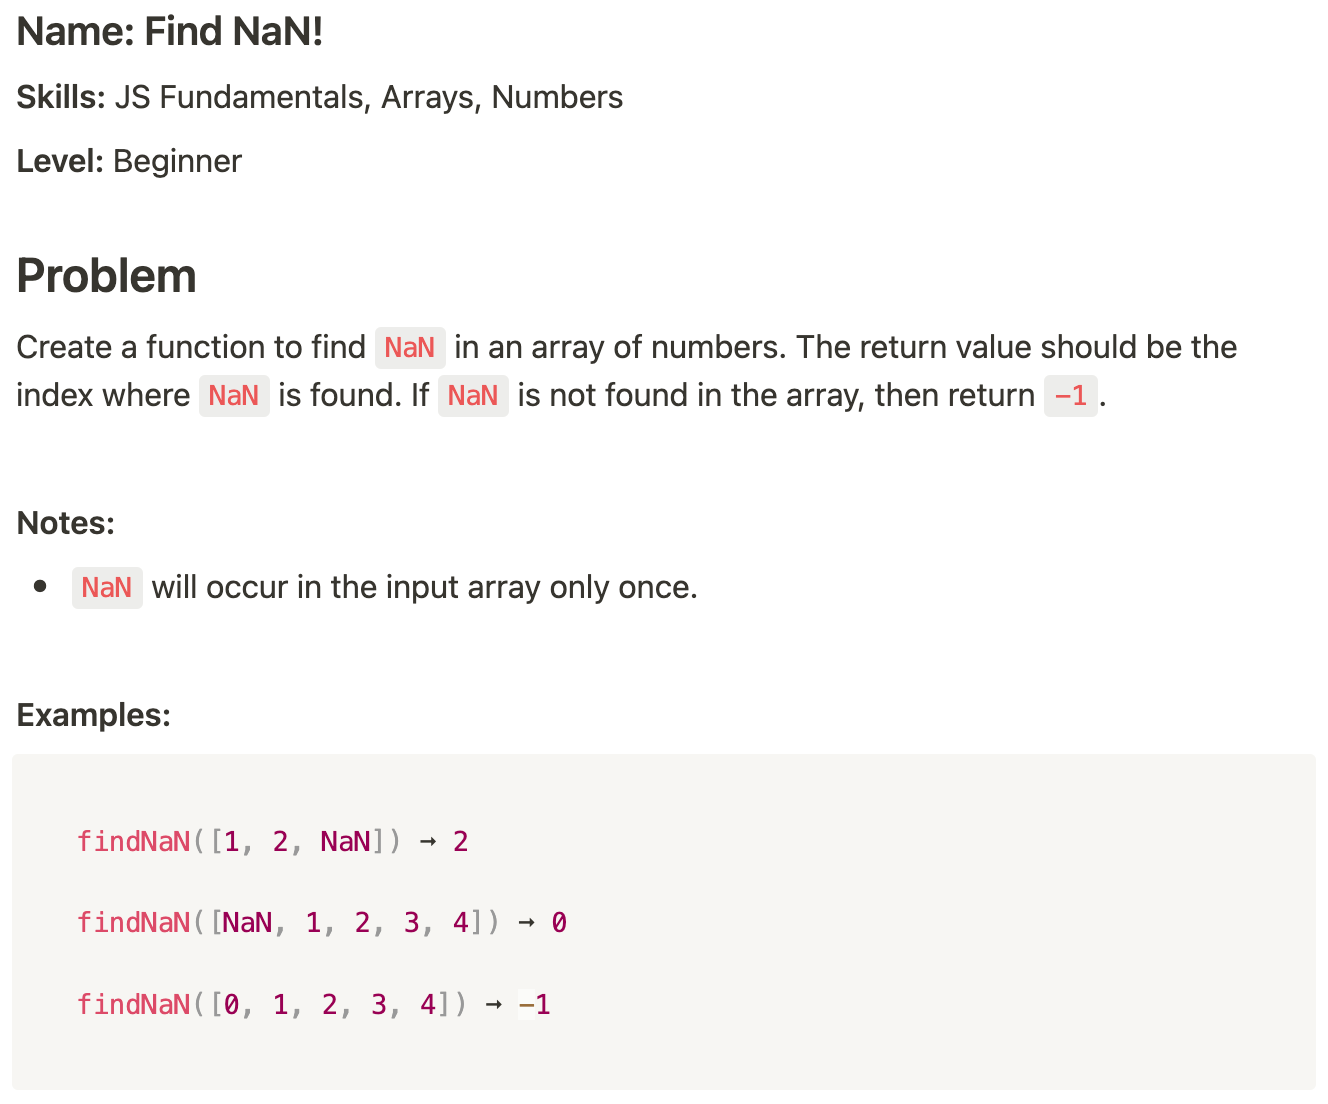 Name: Find NaN!
Skills: JS Fundamentals, Arrays, Numbers
Level: Beginner
Problem
Create a function to find NaN in an array of numbers. The return value should be the
index where NaN is found. If NaN is not found in the array, then return -1.
Notes:
• NaN will occur in the input array only once.
Examples:
findNaN([1, 2, NaN]) → 2
findNaN([NaN, 1, 2, 3, 4]) → 0
findNaN([0, 1, 2, 3, 4]) → -1